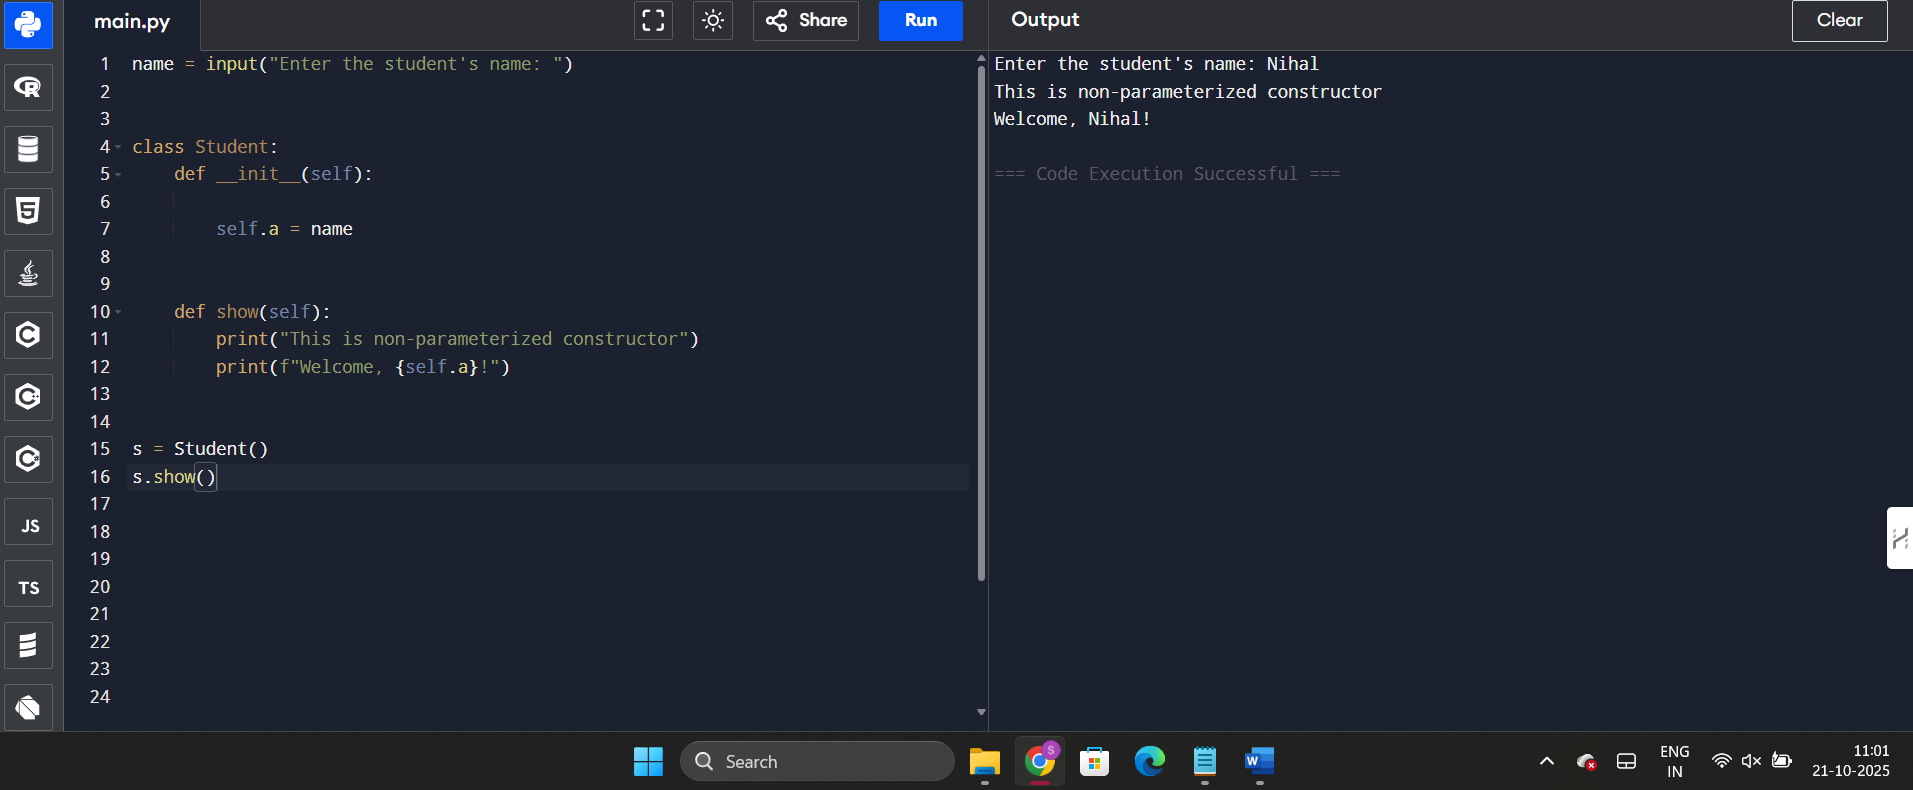 main.py
Share
Run
Output
Clear
1 name = input("Enter the student's name: ")
2
3
4 class Student:
5     def __init__(self):
6
7         self.a = name
8
9
10     def show(self):
11         print("This is non-parameterized constructor")
12         print(f"Welcome, {self.a}!")
13
14
15 s = Student()
16 s.show()
17
18
19
20
21
22
23
24
Enter the student's name: Nihal
This is non-parameterized constructor
Welcome, Nihal!
=== Code Execution Successful ===
R
5
C
C++
C#
JS
TS
Search
S
W
ENG
IN
11:01
21-10-2025